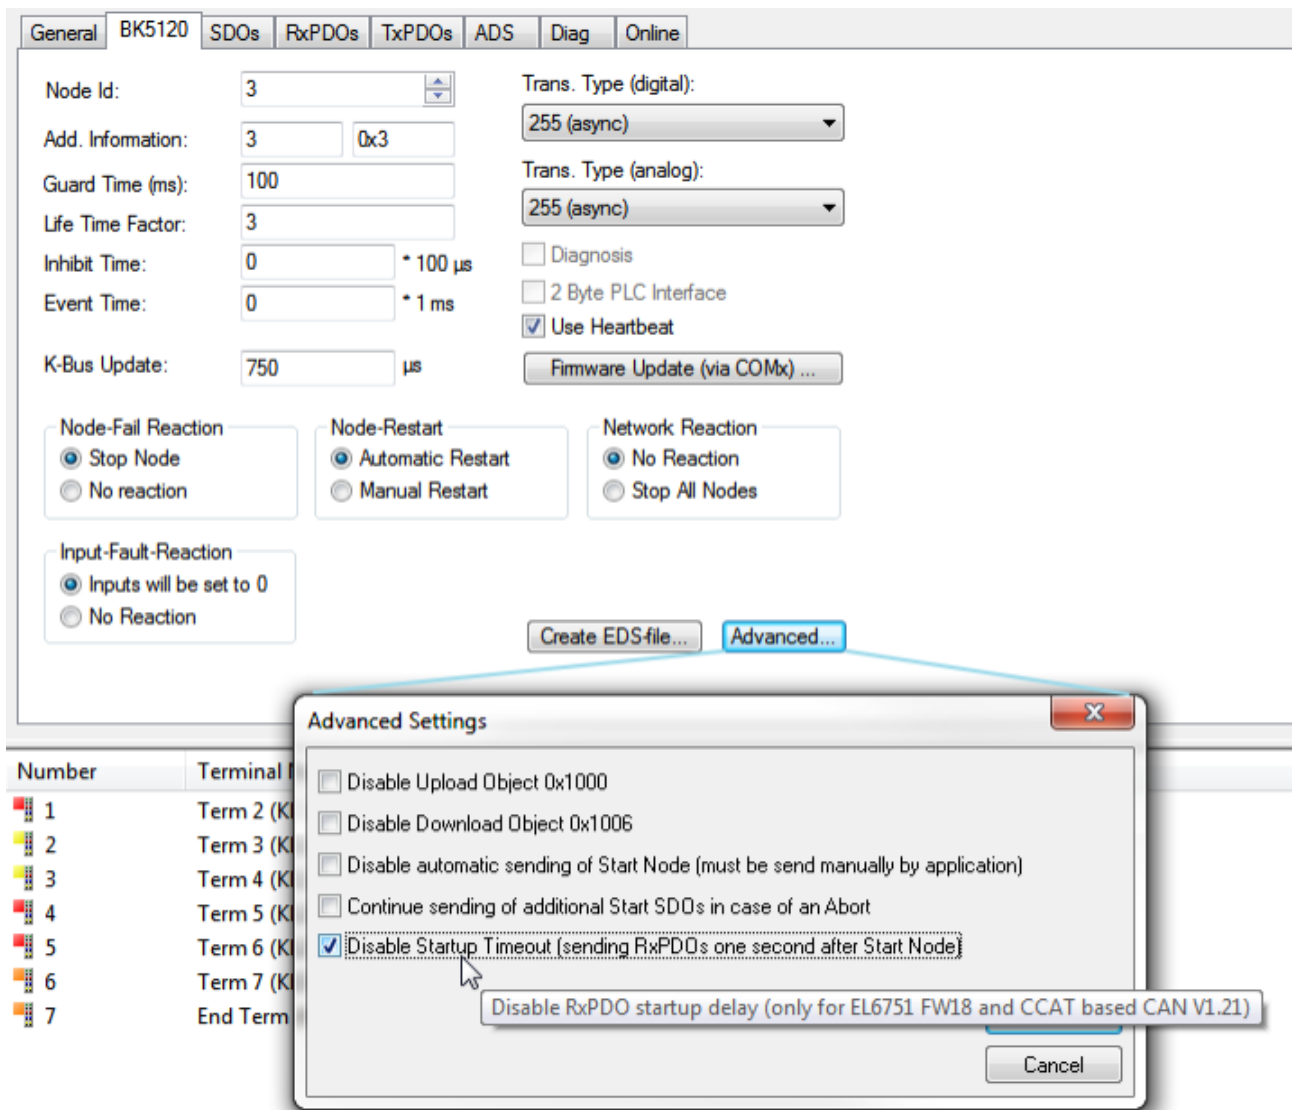 General BK5120 SDOs RxPDOs TxPDOs ADS Diag Online
Node Id: 3
Trans. Type (digital):
255 (async)
Add. Information: 3 0x3
Trans. Type (analog):
Guard Time (ms): 100
255 (async)
Life Time Factor: 3
Inhibit Time: 0 * 100 µs
Diagnosis
Event Time: 0 * 1 ms
2 Byte PLC Interface
Use Heartbeat
K-Bus Update: 750 µs
Firmware Update (via COMx) ...
Node-Fail Reaction
Stop Node
No reaction
Node-Restart
Automatic Restart
Manual Restart
Network Reaction
No Reaction
Stop All Nodes
Input-Fault-Reaction
Inputs will be set to 0
No Reaction
Create EDS-file... Advanced...
Advanced Settings
Disable Upload Object 0x1000
Disable Download Object 0x1006
Disable automatic sending of Start Node (must be send manually by application)
Continue sending of additional Start SDOs in case of an Abort
Disable Startup Timeout (sending RxPDOs one second after Start Node)
Disable RxPDO startup delay (only for EL6751 FW18 and CCAT based CAN V1.21)
Cancel
Number Terminal
1 Term 2 (Kl
2 Term 3 (Kl
3 Term 4 (Kl
4 Term 5 (Kl
5 Term 6 (Kl
6 Term 7 (Kl
7 End Term